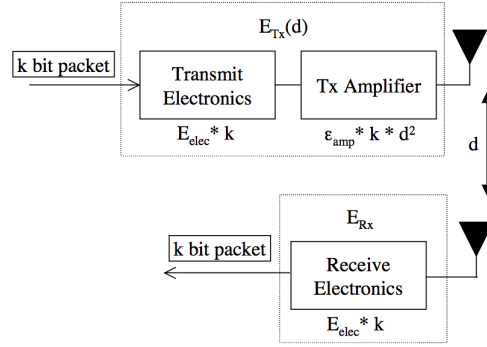 E_Tx(d)
k bit packet
Transmit
Electronics
Tx Amplifier
E_elec* k
ε_amp * k * d²
d
E_Rx
k bit packet
Receive
Electronics
E_elec* k